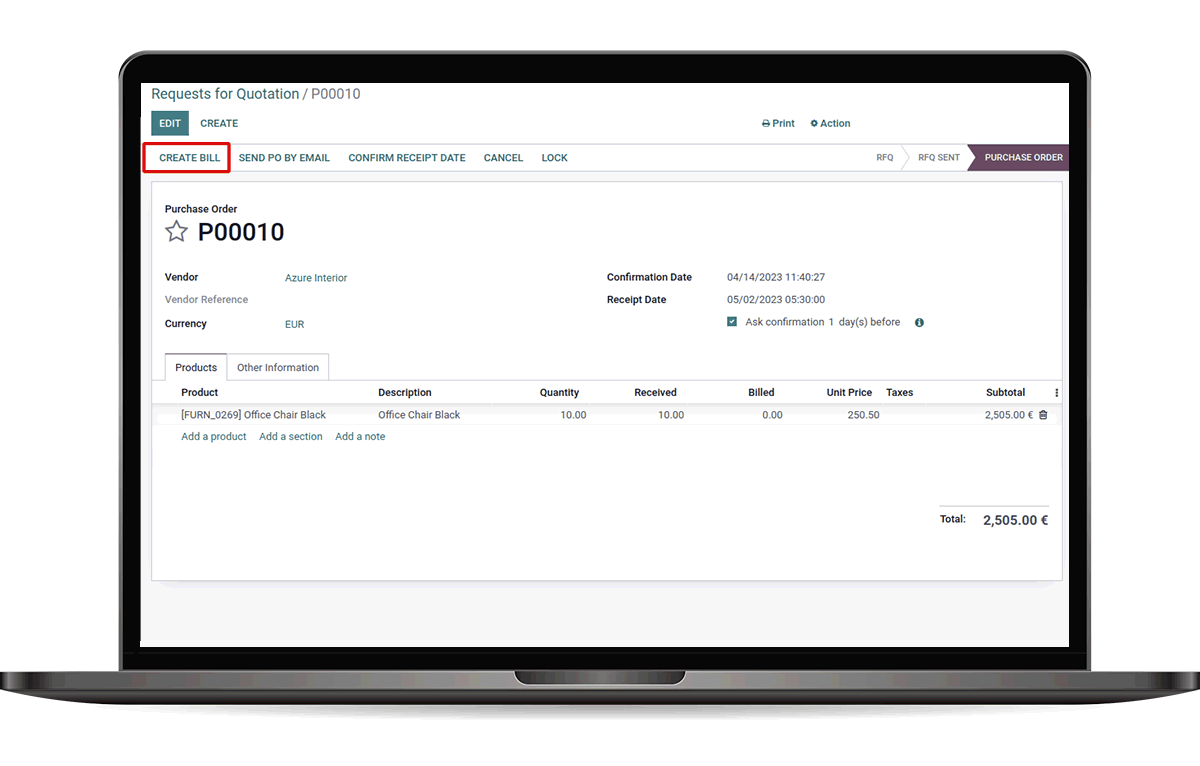 Requests for Quotation / P00010
EDIT CREATE Print Action
CREATE BILL SEND PO BY EMAIL CONFIRM RECEIPT DATE CANCEL LOCK RFQ RFQ SENT PURCHASE ORDER
Purchase Order
P00010
Vendor Azure Interior Confirmation Date 04/14/2023 11:40:27
Vendor Reference Receipt Date 05/02/2023 05:30:00
Currency EUR Ask confirmation 1 day(s) before
Products Other Information
Product Description Quantity Received Billed Unit Price Taxes Subtotal
[FURN_0269] Office Chair Black Office Chair Black 10.00 10.00 0.00 250.50 2,505.00 €
Add a product Add a section Add a note
Total: 2,505.00 €